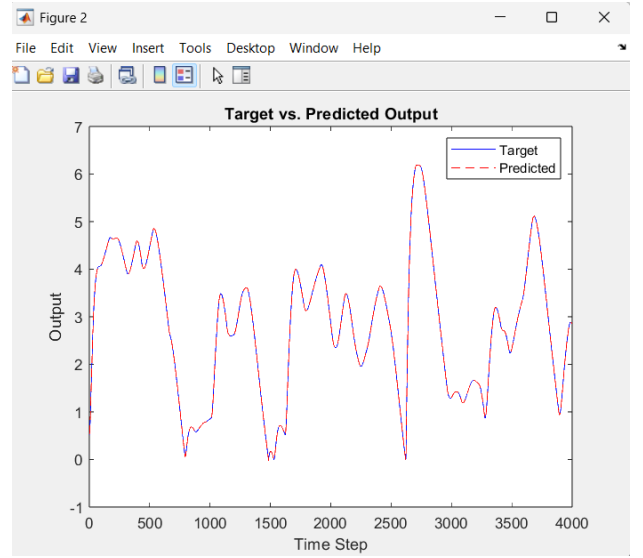 Figure 2
File Edit View Insert Tools Desktop Window Help
Target vs. Predicted Output
Target
Predicted
7
6
5
4
3
2
1
0
-1
Output
0 500 1000 1500 2000 2500 3000 3500 4000
Time Step